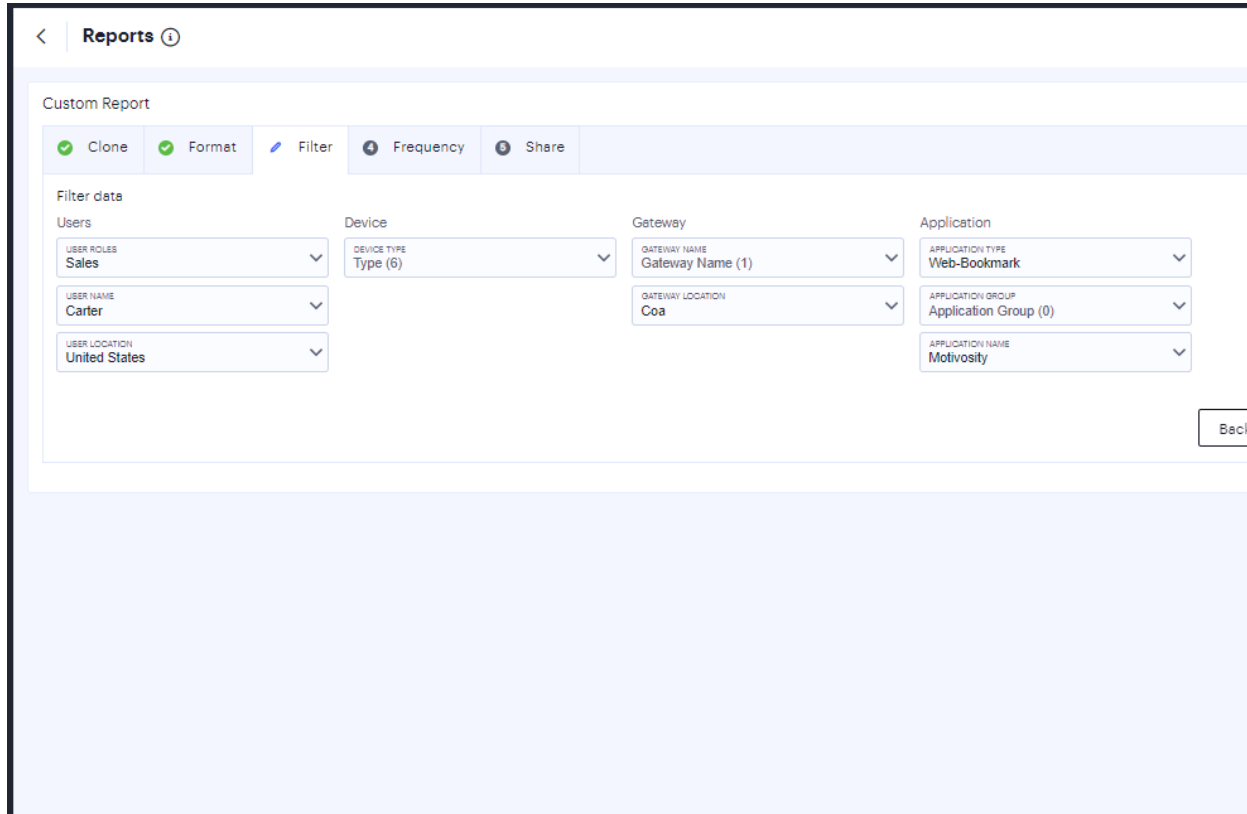 Reports
Custom Report
Clone
Format
Filter
4 Frequency
5 Share
Filter data
Users
USER ROLES
Sales
USER NAME
Carter
USER LOCATION
United States
Device
DEVICE TYPE
Type (6)
Gateway
GATEWAY NAME
Gateway Name (1)
GATEWAY LOCATION
Coa
Application
APPLICATION TYPE
Web-Bookmark
APPLICATION GROUP
Application Group (0)
APPLICATION NAME
Motivosity
Back